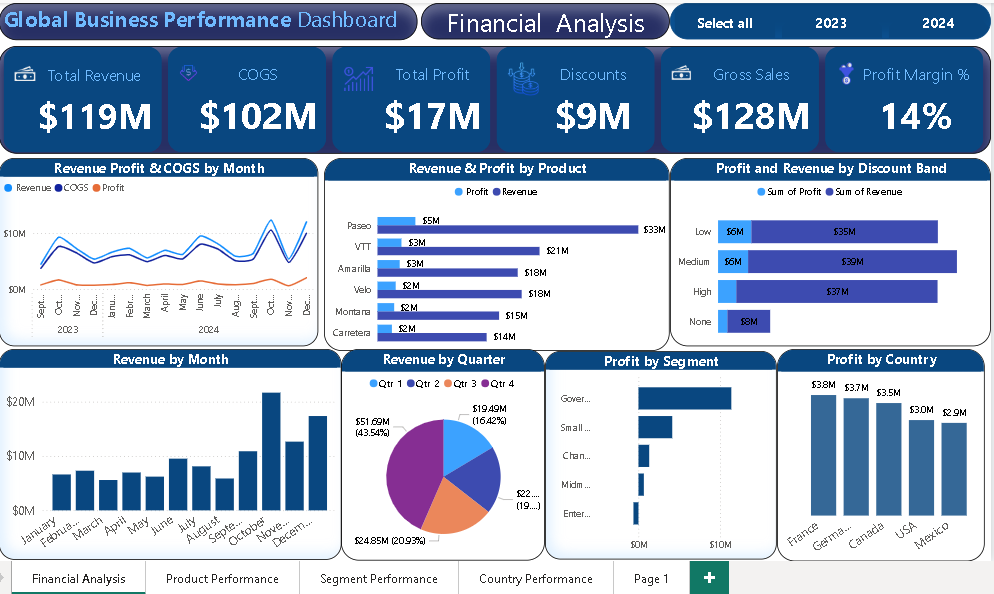 Global Business Performance Dashboard
Financial Analysis
Select all 2023 2024
Total Revenue
$119M
COGS
$102M
Total Profit
$17M
Discounts
$9M
Gross Sales
$128M
Profit Margin %
14%
Revenue Profit &COGS by Month
Revenue COGS Profit
$10M
$0M
Sept... Oct... Nov... Dec... Janu... Febr... March April May June July Aug... Sept... Oct... Nov... Dec...
2023 2024
Revenue & Profit by Product
Profit Revenue
Paseo $5M $33M
VTT $3M $21M
Amarilla $3M $18M
Velo $2M $18M
Montana $2M $15M
Carretera $2M $14M
Profit and Revenue by Discount Band
Sum of Profit Sum of Revenue
Low $6M $35M
Medium $6M $39M
High $37M
None $8M
Revenue by Month
$20M
$10M
$0M
January Februa... March April May June July August Septe... October Nove... Decem...
Revenue by Quarter
Qtr 1 Qtr 2 Qtr 3 Qtr 4
$19.49M
(16.42%)
$22....
(19....)
$24.85M (20.93%)
$51.69M
(43.54%)
Profit by Segment
Gover...
Small ...
Chan...
Midm...
Enter...
$0M $10M
Profit by Country
$3.8M $3.7M $3.5M $3.0M $2.9M
France Germa... Canada USA Mexico
Financial Analysis Product Performance Segment Performance Country Performance Page 1 +